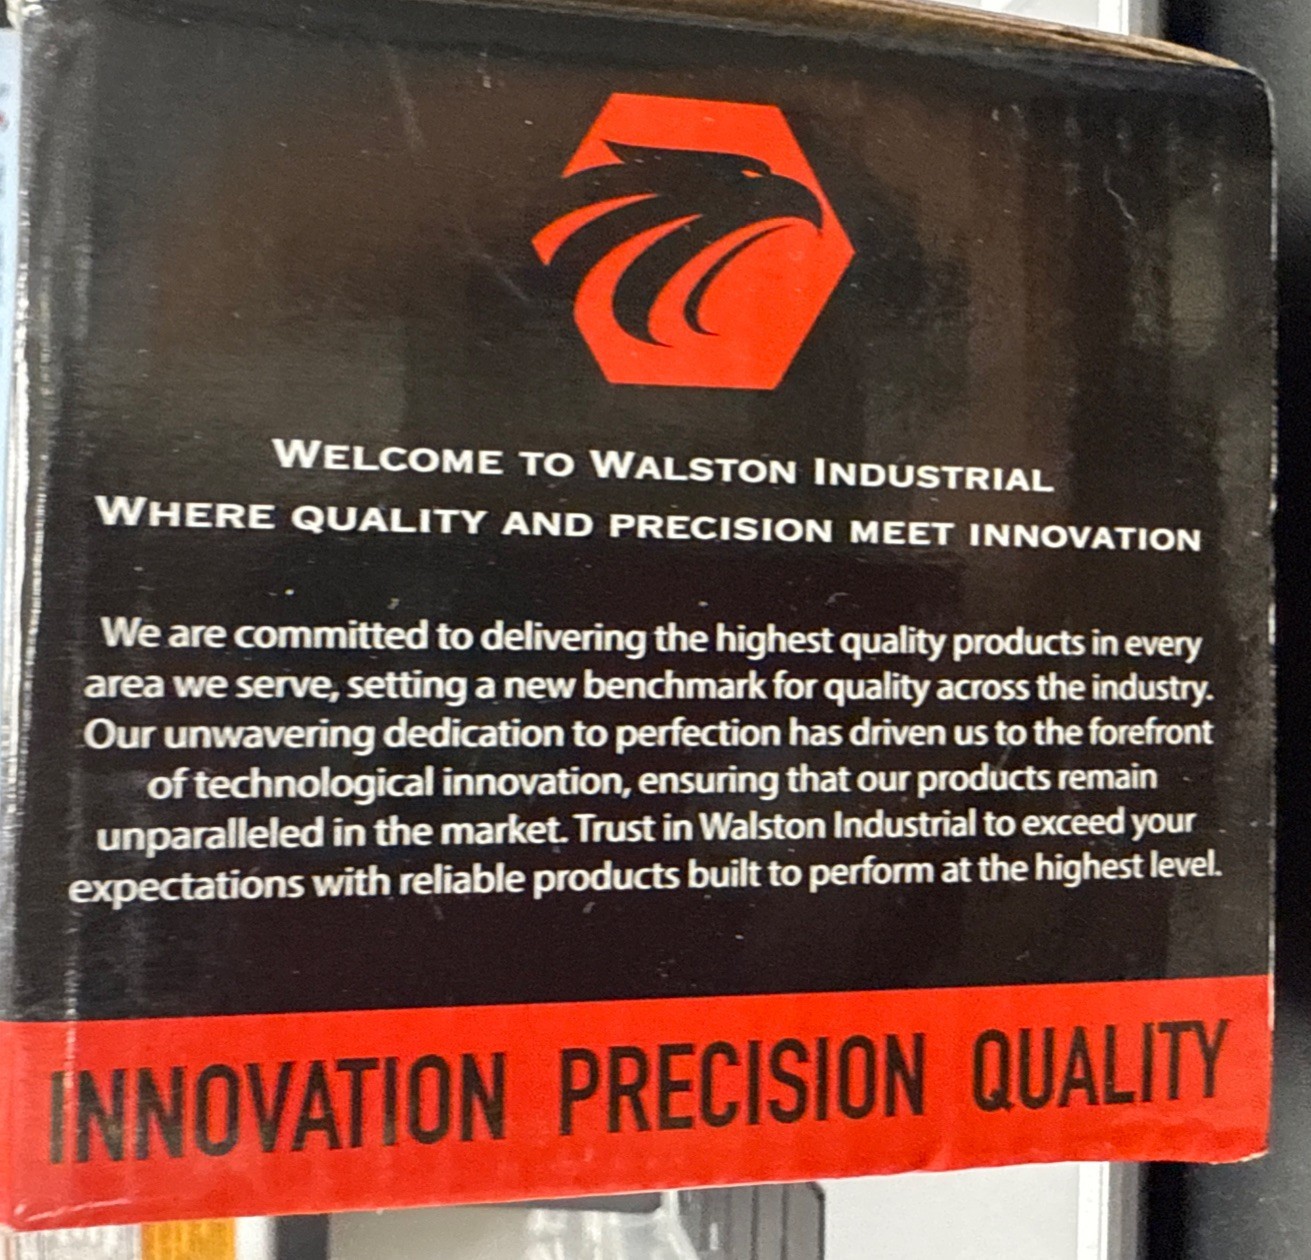 WELCOME TO WALSTON INDUSTRIAL
WHERE QUALITY AND PRECISION MEET INNOVATION
We are committed to delivering the highest quality products in every
area we serve, setting a new benchmark for quality across the industry.
Our unwavering dedication to perfection has driven us to the forefront
of technological innovation, ensuring that our products remain
unparalleled in the market. Trust in Walston Industrial to exceed your
expectations with reliable products built to perform at the highest level.
INNOVATION PRECISION QUALITY